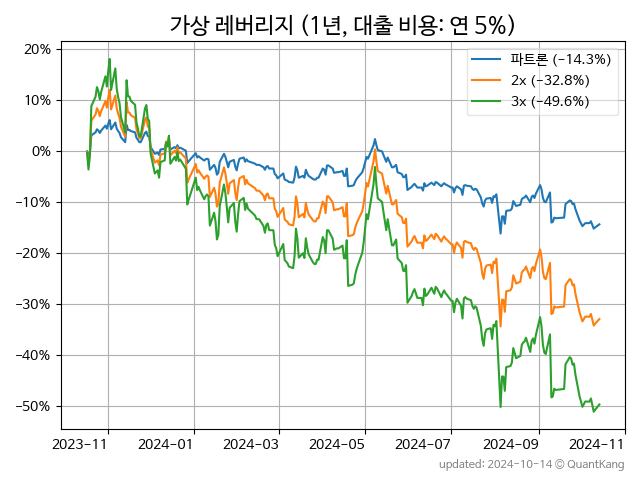 가상 레버리지 (1년, 대출 비용: 연 5%)
파트론 (-14.3%)
2x (-32.8%)
3x (-49.6%)
20%
10%
0%
-10%
-20%
-30%
-40%
-50%
2023-11 2024-01 2024-03 2024-05 2024-07 2024-09 2024-11
updated: 2024-10-14 © QuantKang